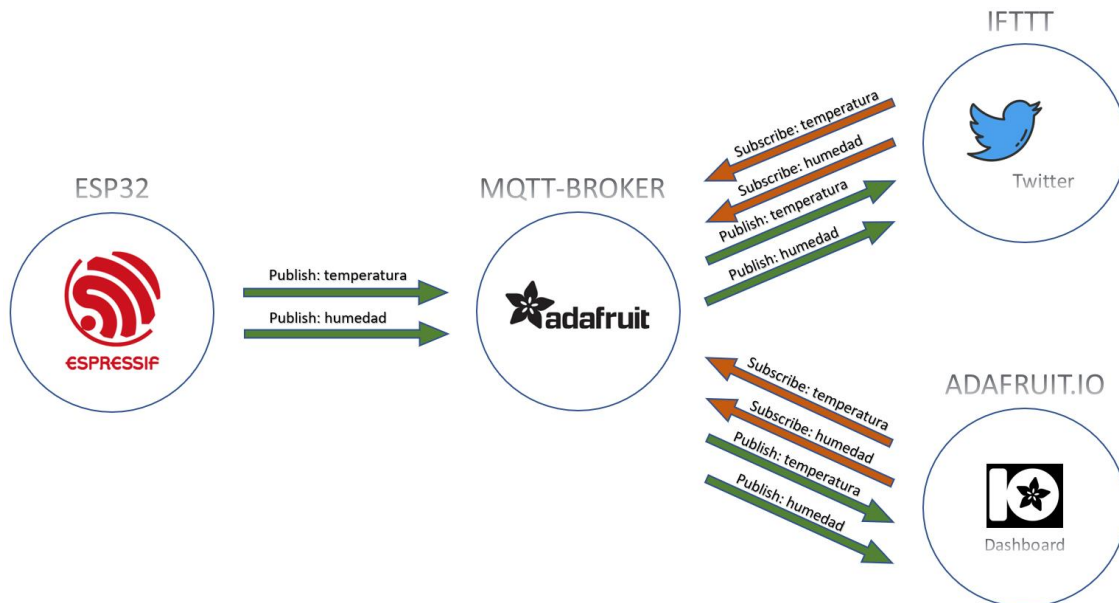 IFTTT
Subscribe: temperatura
Subscribe: humedad
Publish: temperatura
Publish: humedad
Twitter
ESP32
ESPRESSIF
Publish: temperatura
Publish: humedad
MQTT-BROKER
adafruit
Subscribe: temperatura
Subscribe: humedad
Publish: temperatura
Publish: humedad
ADAFRUIT.IO
IO
Dashboard